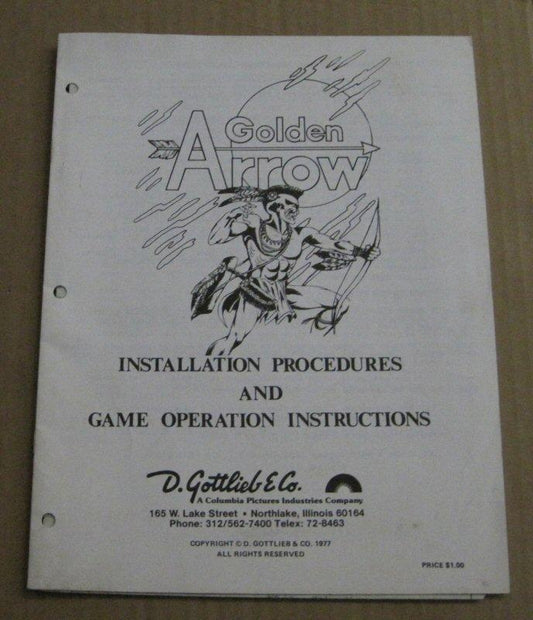 Golden
Arrow
INSTALLATION PROCEDURES
AND
GAME OPERATION INSTRUCTIONS
D. Gottlieb & Co.
A Columbia Pictures Industries Company
165 W. Lake Street • Northlake, Illinois 60164
Phone: 312/562-7400 Telex: 72-8463
COPYRIGHT © D. GOTTLIEB & CO. 1977
ALL RIGHTS RESERVED
PRICE $1.00